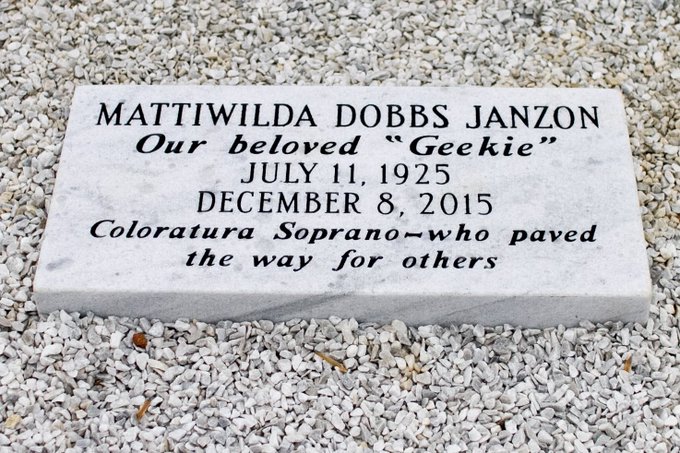 MATTIWILDA DOBBS JANZON
Our beloved "Geekie"
JULY 11, 1925
DECEMBER 8, 2015
Coloratura Soprano–who paved
the way for others